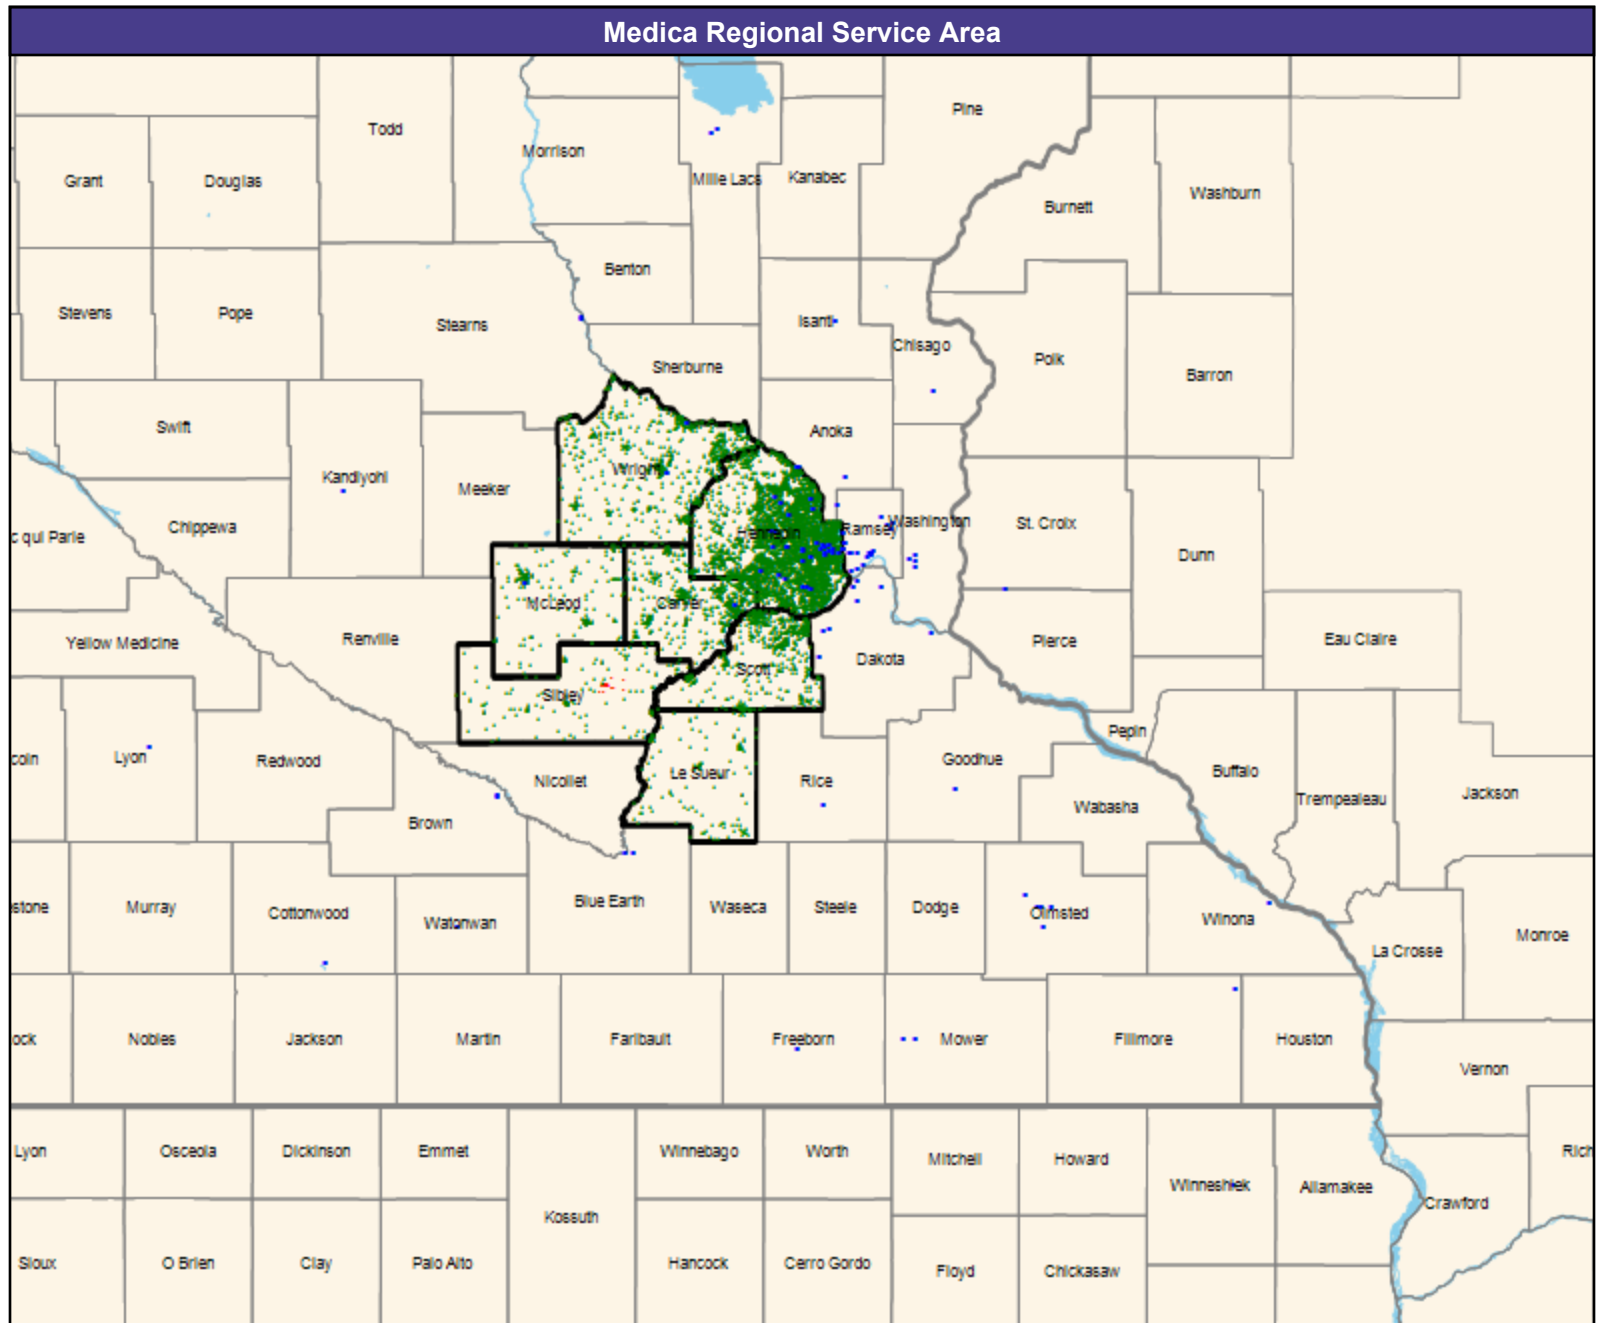 Medica Regional Service Area
Pine
Todd
Morrison
Mille Lacs
Kanabec
Grant
Douglas
Washburn
Burnett
Benton
Stevens
Pope
Stearns
Isanti
Chisago
Polk
Sherburne
Barron
Swift
Anoka
Wright
Kandiyohi
Meeker
Chippewa
Hennepin
Ramsey
Washington
St. Croix
c qui Parle
Dunn
McLeod
Carver
Yellow Medicine
Renville
Pierce
Eau Claire
Dakota
Scott
Sibley
Pepin
coln
Lyon
Redwood
Nicollet
Le Sueur
Rice
Goodhue
Buffalo
Trempealeau
Jackson
Wabasha
Brown
stone
Murray
Cottonwood
Watonwan
Blue Earth
Waseca
Steele
Dodge
Olmsted
Winona
Monroe
La Crosse
ock
Nobles
Jackson
Martin
Faribault
Freeborn
Mower
Fillmore
Houston
Vernon
Lyon
Osceola
Dickinson
Emmet
Winnebago
Worth
Mitchell
Howard
Rich
Winneshiek
Allamakee
Crawford
Kossuth
Sioux
O Brien
Clay
Palo Alto
Hancock
Cerro Gordo
Floyd
Chickasaw